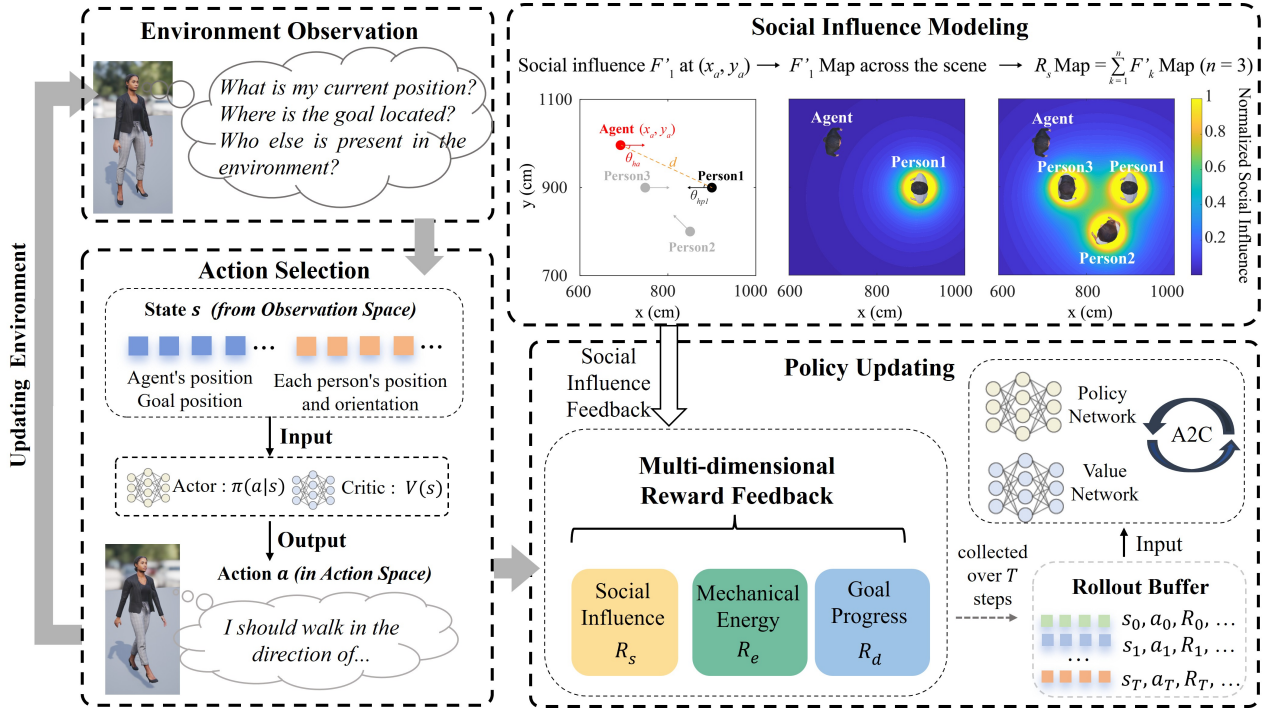 Updating Environment
Environment Observation
What is my current position?
Where is the goal located?
Who else is present in the
environment?
Action Selection
State s (from Observation Space)
...
...
Agent's position
Goal position
Each person's position
and orientation
Input
Actor : π(a|s)
Critic : V(s)
Output
Action a (in Action Space)
I should walk in the
direction of...
Social Influence Modeling
Social influence F'₁ at (xₐ, yₐ) → F'₁ Map across the scene → Rₛ Map = ∑ₖ₌₁ⁿ F'ₖ Map (n = 3)
1100
900
700
y (cm)
600
800
1000
x (cm)
Agent (xₐ, yₐ)
θₕₐ
d
Person3
Person1
θₕₚ₁
Person2
Agent
Person1
600
800
1000
x (cm)
Agent
Person3
Person1
Person2
600
800
1000
x (cm)
1
0.8
0.6
0.4
0.2
Normalized Social Influence
Social
Influence
Feedback
Policy Updating
Multi-dimensional
Reward Feedback
Social
Influence
Rₛ
Mechanical
Energy
Rₑ
Goal
Progress
R_d
collected
over T
steps
Policy
Network
Value
Network
A2C
Input
Rollout Buffer
s₀, a₀, R₀, ...
s₁, a₁, R₁, ...
...
s_T, a_T, R_T, ...